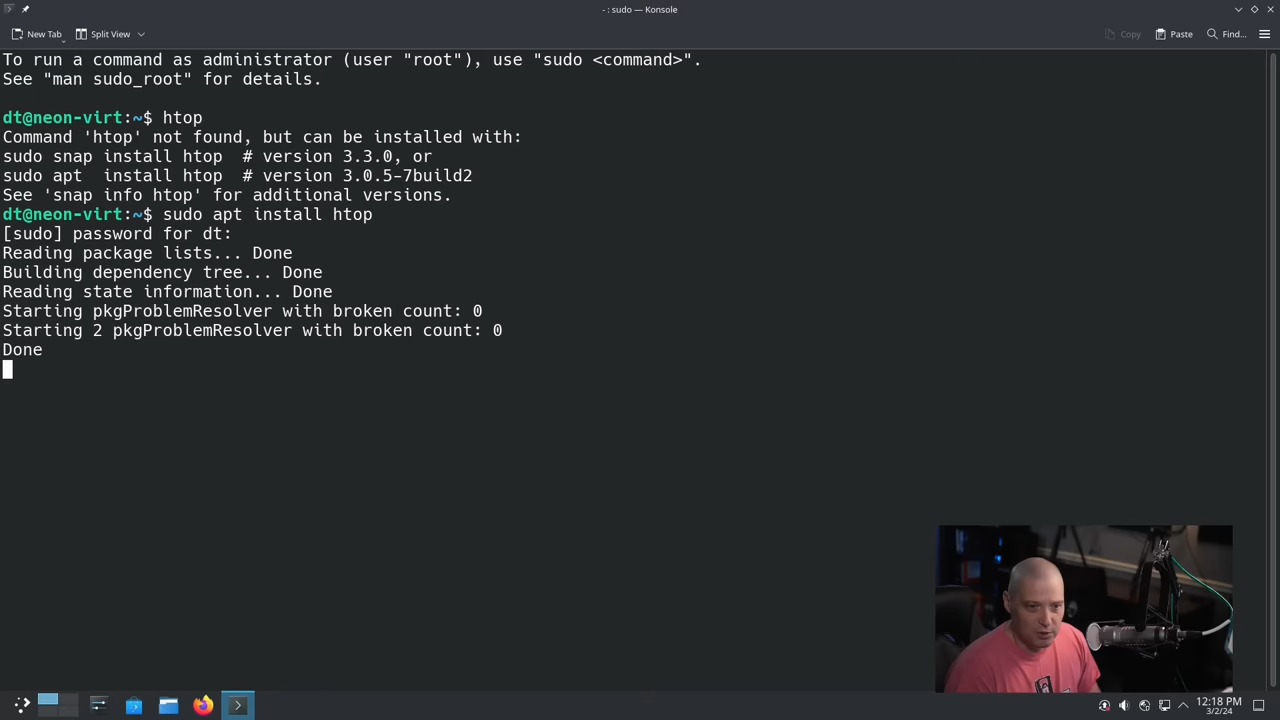 - : sudo — Konsole
New Tab
Split View
Copy
Paste
Find...
To run a command as administrator (user "root"), use "sudo <command>".
See "man sudo_root" for details.
dt@neon-virt:~$ htop
Command 'htop' not found, but can be installed with:
sudo snap install htop  # version 3.3.0, or
sudo apt  install htop  # version 3.0.5-7build2
See 'snap info htop' for additional versions.
dt@neon-virt:~$ sudo apt install htop
[sudo] password for dt:
Reading package lists... Done
Building dependency tree... Done
Reading state information... Done
Starting pkgProblemResolver with broken count: 0
Starting 2 pkgProblemResolver with broken count: 0
Done
12:18 PM
3/2/24